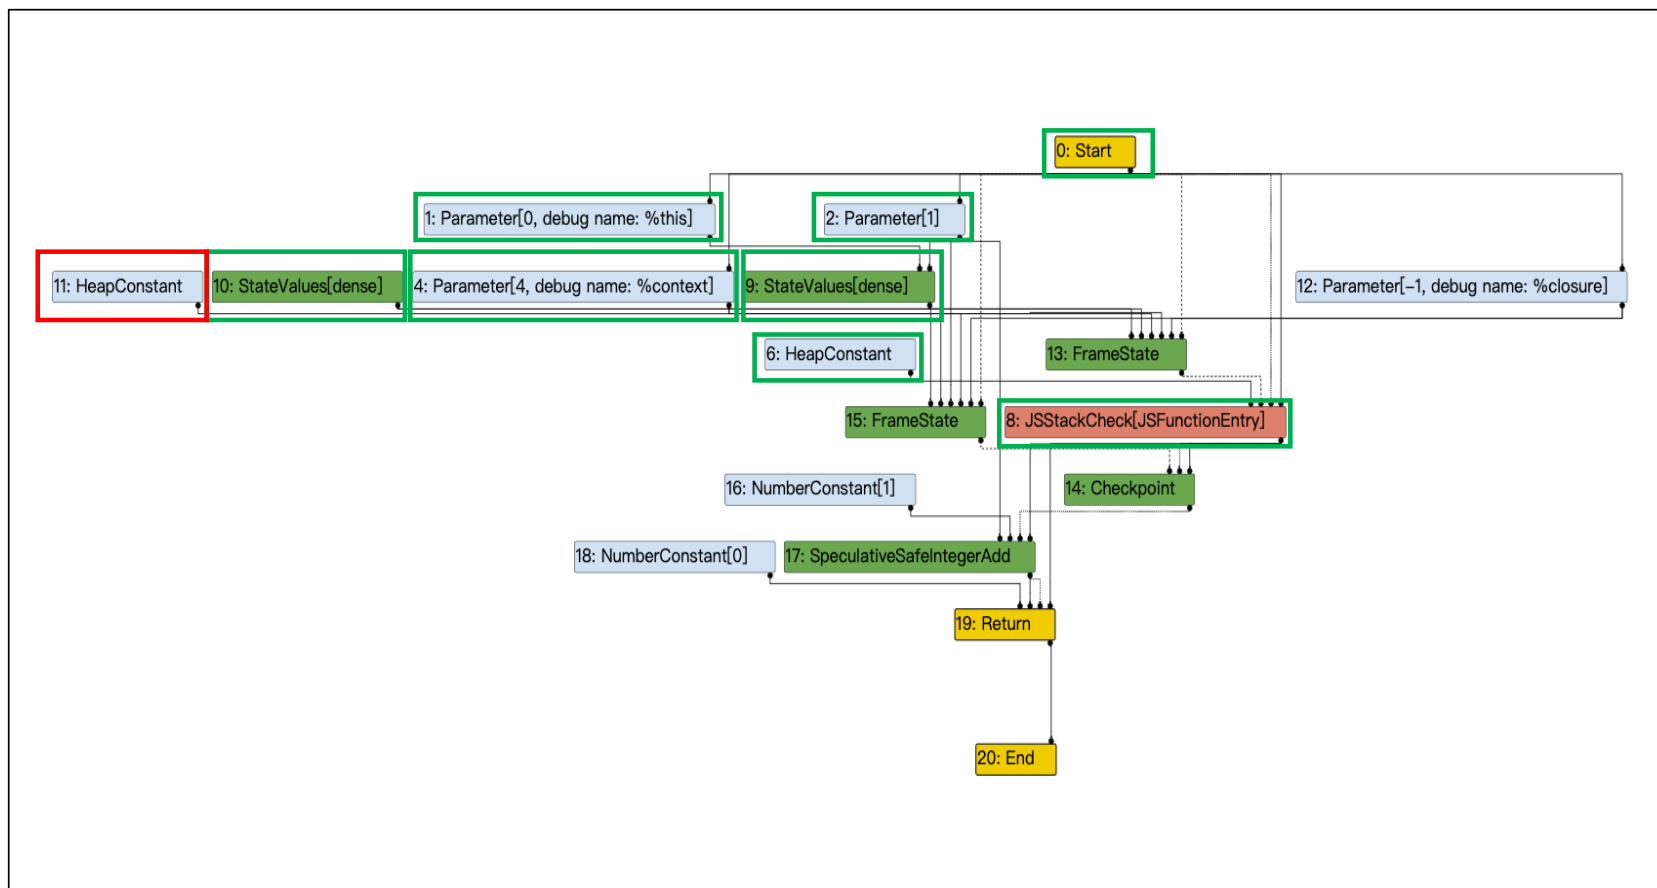 0: Start
1: Parameter[0, debug name: %this]
2: Parameter[1]
11: HeapConstant
10: StateValues[dense]
4: Parameter[4, debug name: %context]
9: StateValues[dense]
12: Parameter[−1, debug name: %closure]
6: HeapConstant
13: FrameState
15: FrameState
8: JSStackCheck[JSFunctionEntry]
16: NumberConstant[1]
14: Checkpoint
18: NumberConstant[0]
17: SpeculativeSafeIntegerAdd
19: Return
20: End